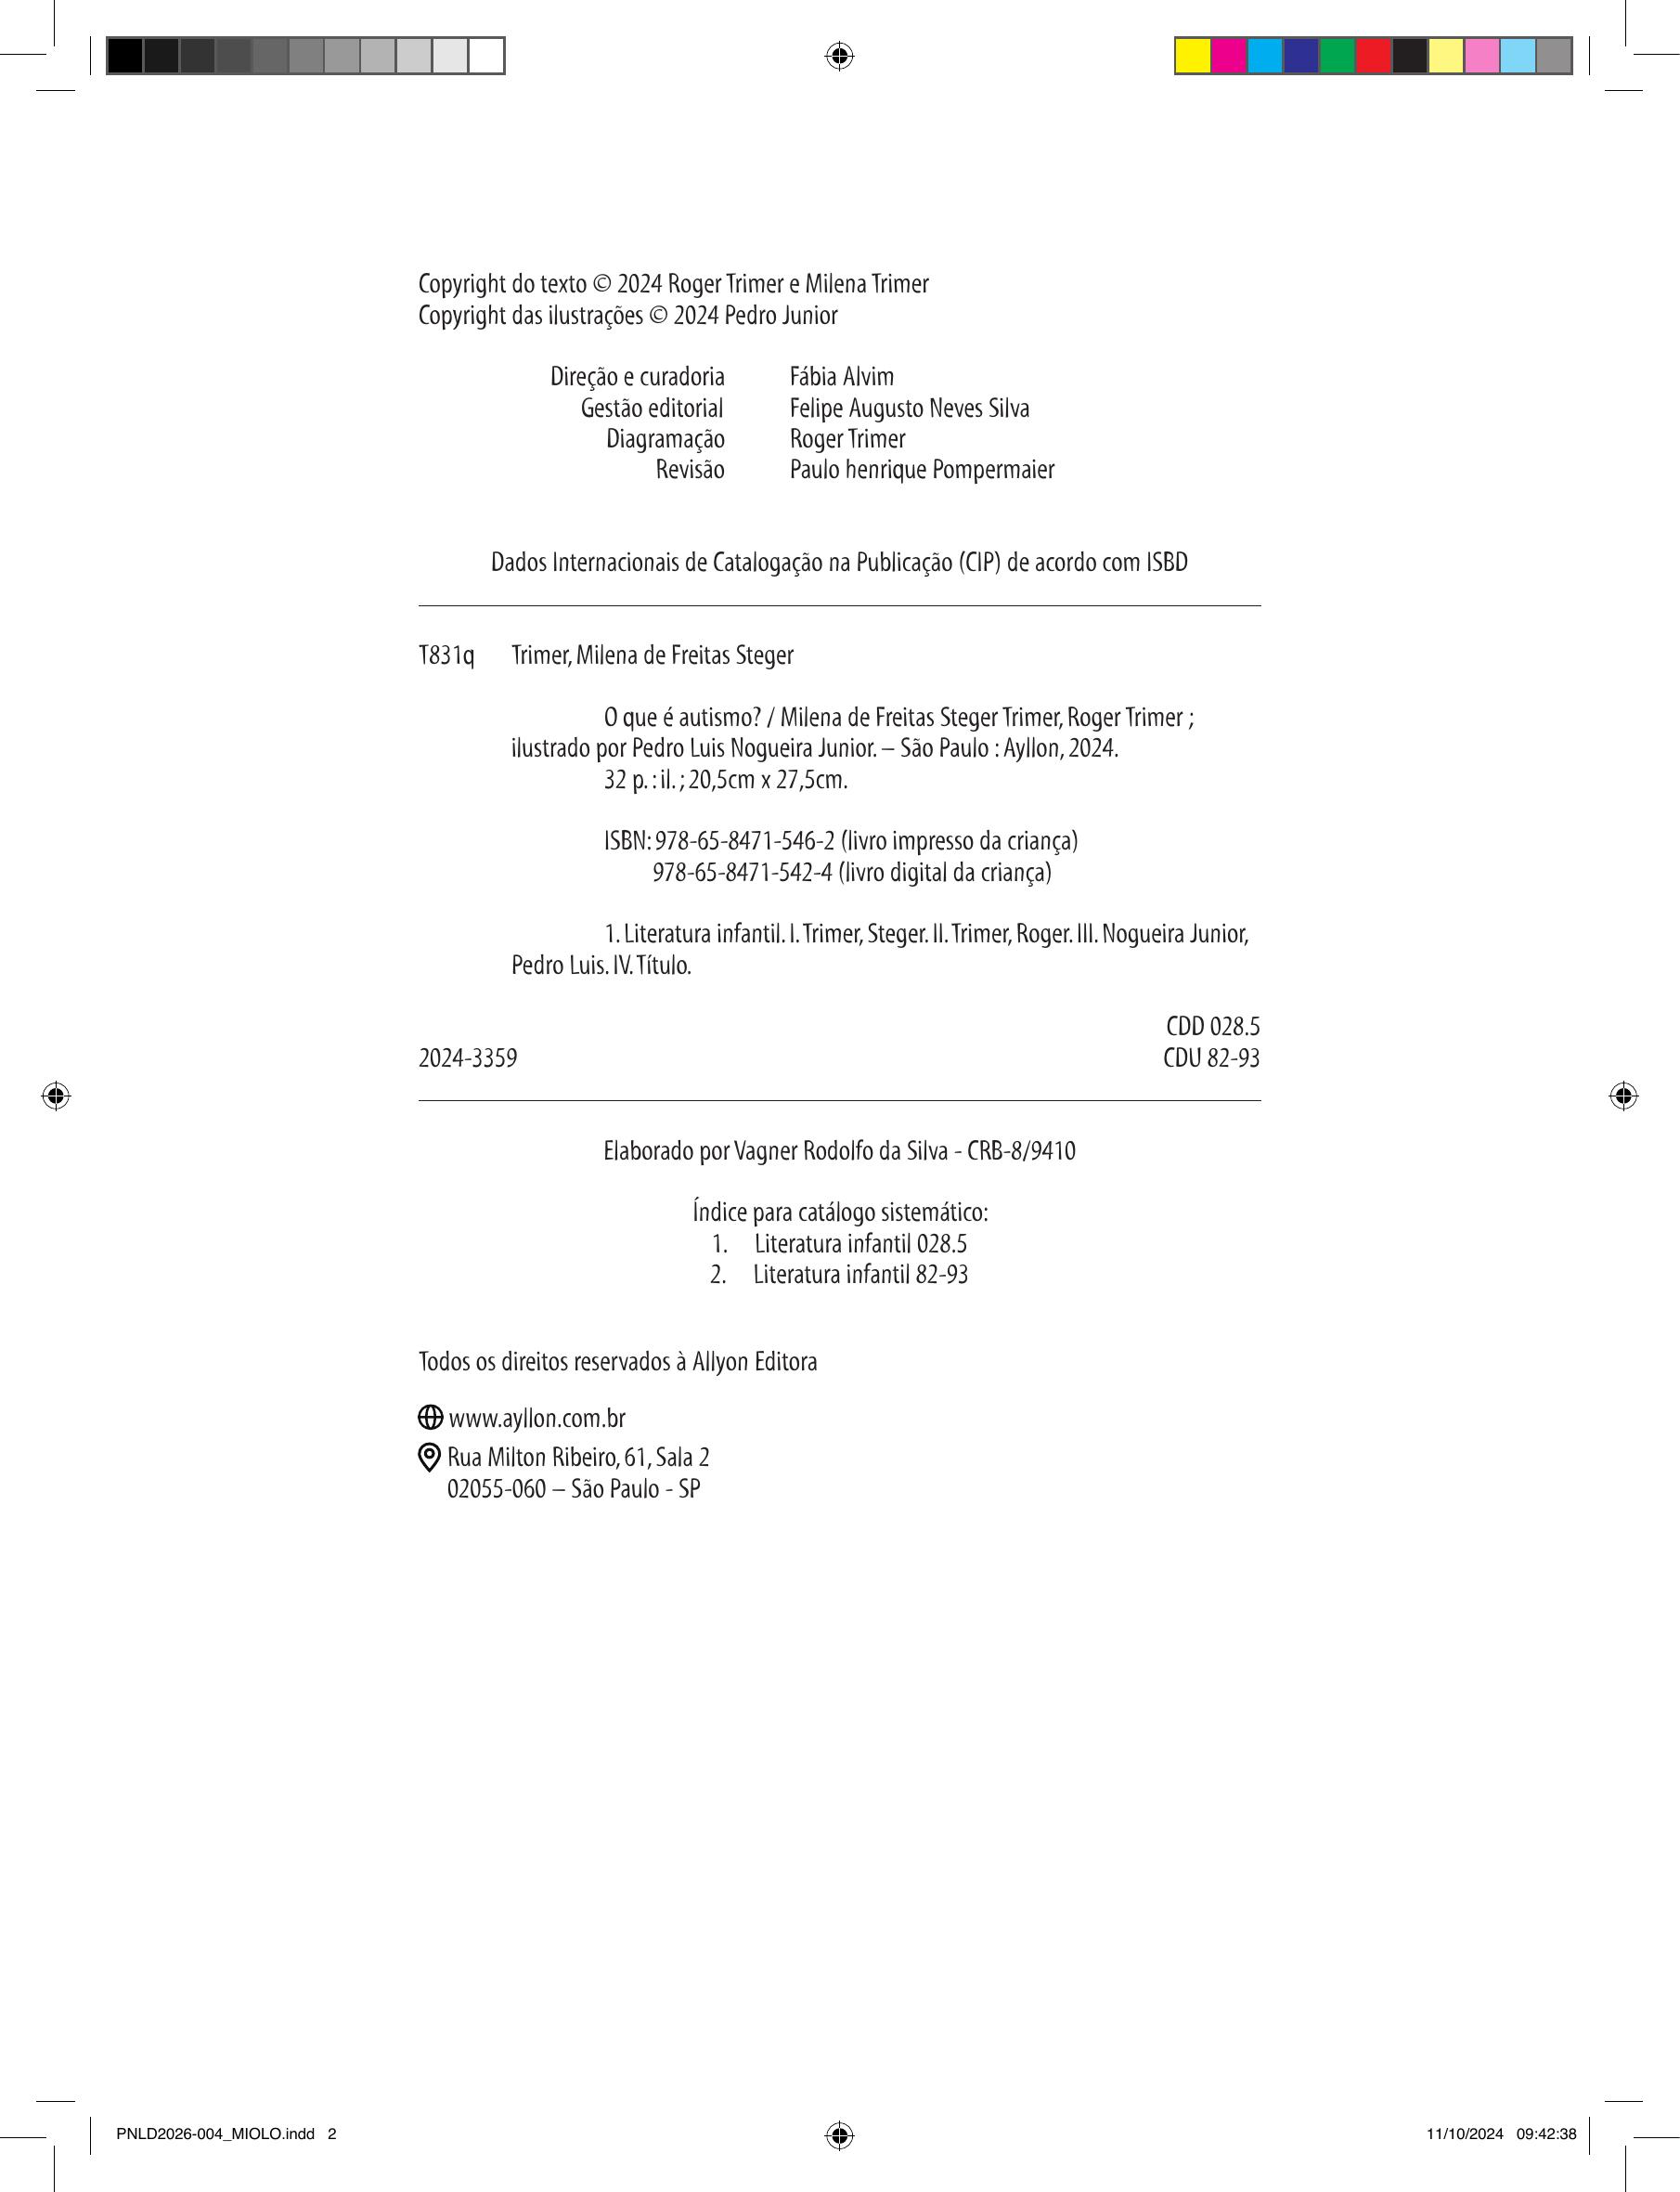 Copyright do texto © 2024 Roger Trimer e Milena Trimer
Copyright das ilustrações © 2024 Pedro Junior
Direção e curadoria Fábia Alvim
Gestão editorial Felipe Augusto Neves Silva
Diagramação Roger Trimer
Revisão Paulo henrique Pompermaier
Dados Internacionais de Catalogação na Publicação (CIP) de acordo com ISBD
T831q Trimer, Milena de Freitas Steger
O que é autismo? / Milena de Freitas Steger Trimer, Roger Trimer ;
ilustrado por Pedro Luis Nogueira Junior. – São Paulo : Ayllon, 2024.
32 p. : il. ; 20,5cm x 27,5cm.
ISBN: 978-65-8471-546-2 (livro impresso da criança)
978-65-8471-542-4 (livro digital da criança)
1. Literatura infantil. I. Trimer, Steger. II. Trimer, Roger. III. Nogueira Junior,
Pedro Luis. IV. Título.
CDD 028.5
2024-3359 CDU 82-93
Elaborado por Vagner Rodolfo da Silva - CRB-8/9410
Índice para catálogo sistemático:
1. Literatura infantil 028.5
2. Literatura infantil 82-93
Todos os direitos reservados à Allyon Editora
www.ayllon.com.br
Rua Milton Ribeiro, 61, Sala 2
02055-060 – São Paulo - SP
PNLD2026-004_MIOLO.indd 2 11/10/2024 09:42:38